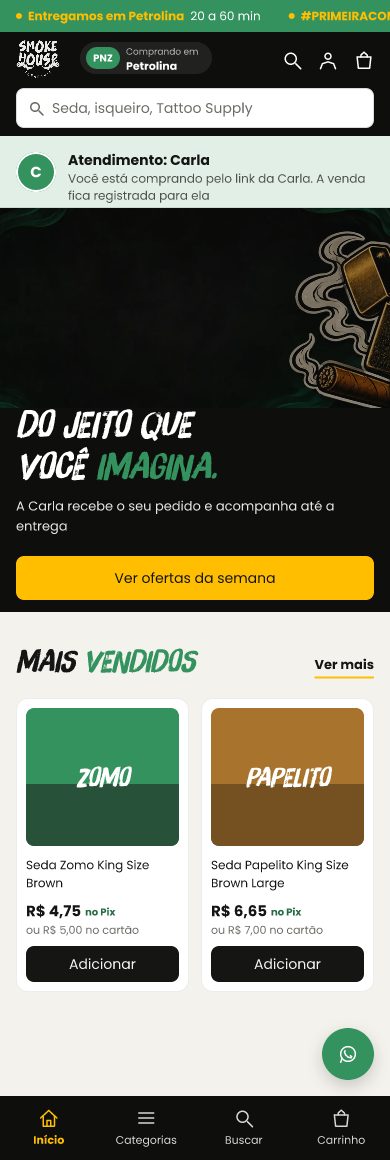 Entregamos em Petrolina 20 a 60 min #PRIMEIRACO
SMOKE
HOUSE
PNZ Comprando em
Petrolina
Seda, isqueiro, Tattoo Supply
C
Atendimento: Carla
Você está comprando pelo link da Carla. A venda
fica registrada para ela
DO JEITO QUE
VOCÊ IMAGINA.
A Carla recebe o seu pedido e acompanha até a
entrega
Ver ofertas da semana
MAIS VENDIDOS
Ver mais
ZOMO
Seda Zomo King Size
Brown
R$ 4,75 no Pix
ou R$ 5,00 no cartão
Adicionar
PAPELITO
Seda Papelito King Size
Brown Large
R$ 6,65 no Pix
ou R$ 7,00 no cartão
Adicionar
Início
Categorias
Buscar
Carrinho